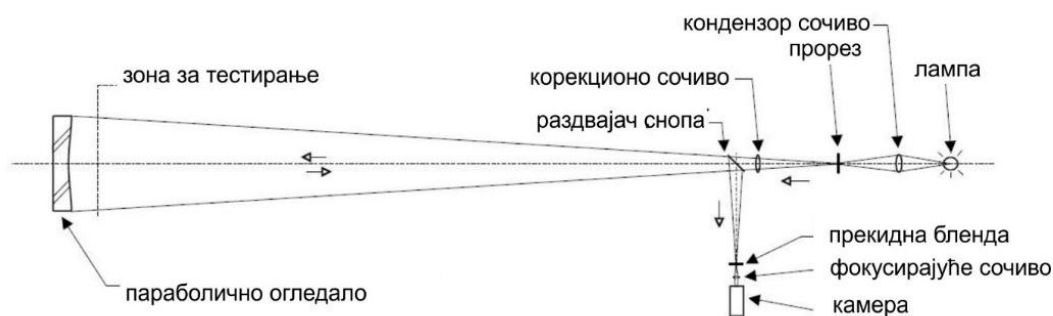 кондензор сочиво
прорез
зона за тестирање
корекционо сочиво
лампа
раздвајач снопа
прекидна бленда
фокусирајуће сочиво
параболично огледало
камера